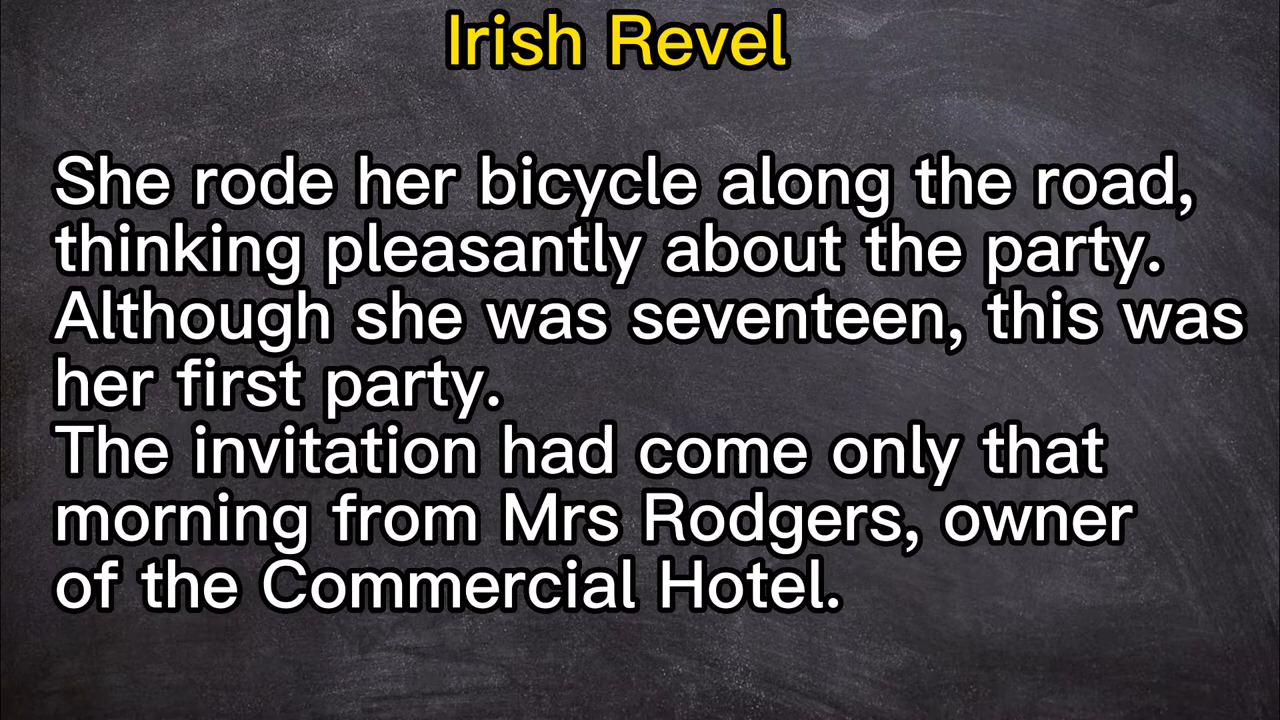 Irish Revel
She rode her bicycle along the road,
thinking pleasantly about the party.
Although she was seventeen, this was
her first party.
The invitation had come only that
morning from Mrs Rodgers, owner
of the Commercial Hotel.